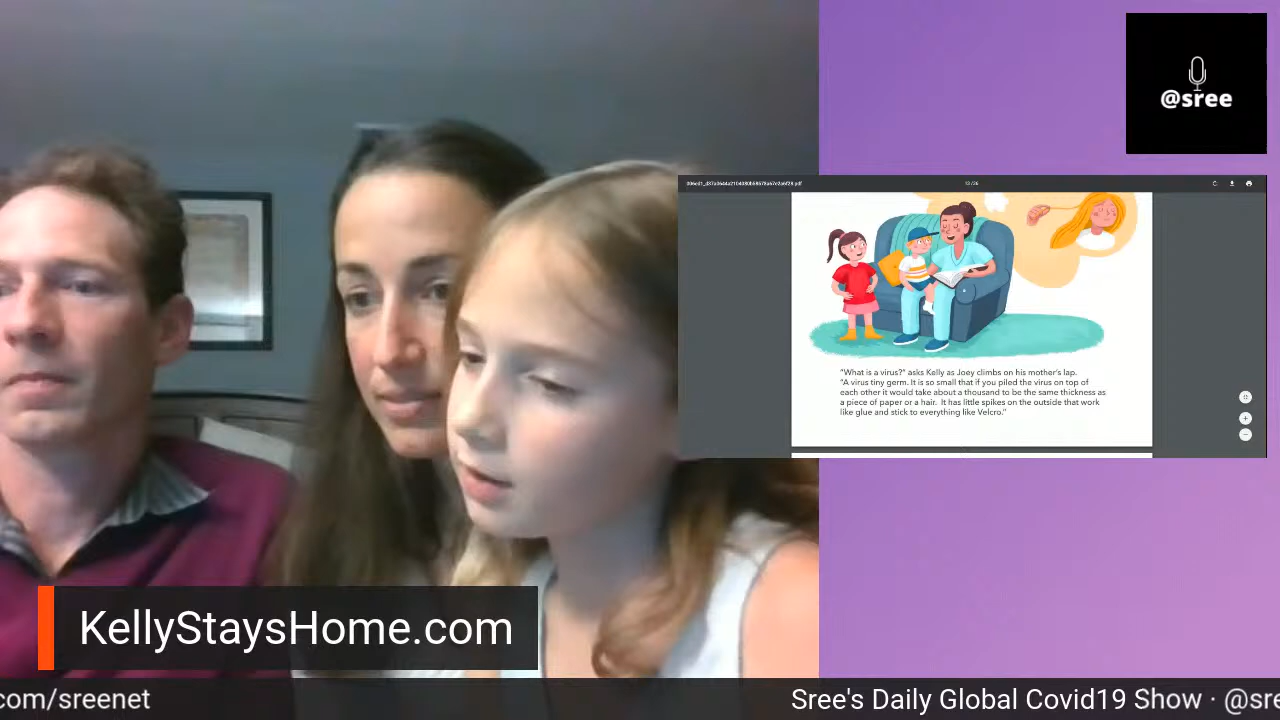 @sree
13 / 36
"What is a virus?" asks Kelly as Joey climbs on his mother's lap.
"A virus tiny germ. It is so small that if you piled the virus on top of
each other it would take about a thousand to be the same thickness as
a piece of paper or a hair. It has little spikes on the outside that work
like glue and stick to everything like Velcro."
KellyStaysHome.com
com/sreenet
Sree's Daily Global Covid19 Show · @sre